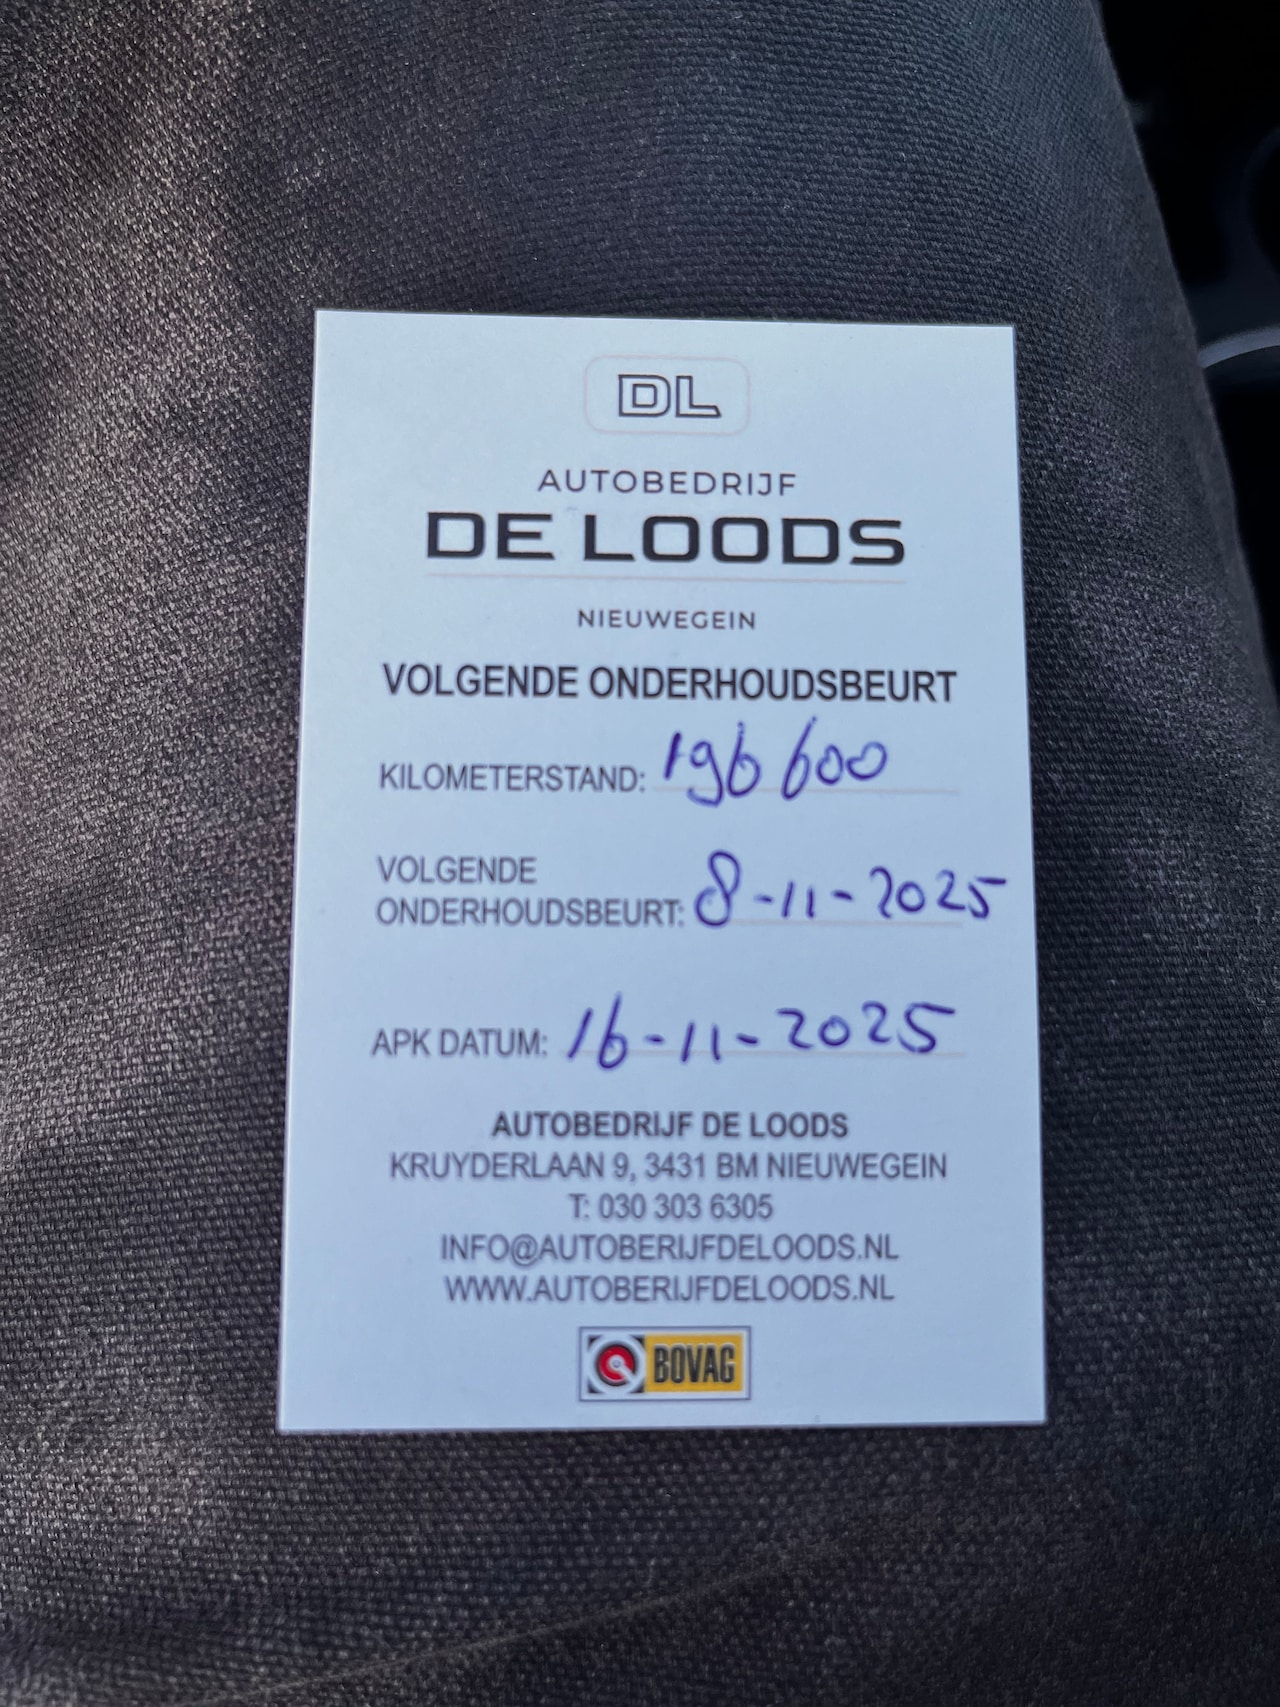 DL
AUTOBEDRIJF
DE LOODS
NIEUWEGEIN
VOLGENDE ONDERHOUDSBEURT
KILOMETERSTAND: 196 600
VOLGENDE
ONDERHOUDSBEURT: 8-11-2025
APK DATUM: 16-11-2025
AUTOBEDRIJF DE LOODS
KRUYDERLAAN 9, 3431 BM NIEUWEGEIN
T: 030 303 6305
INFO@AUTOBERIJFDELOODS.NL
WWW.AUTOBERIJFDELOODS.NL
BOVAG